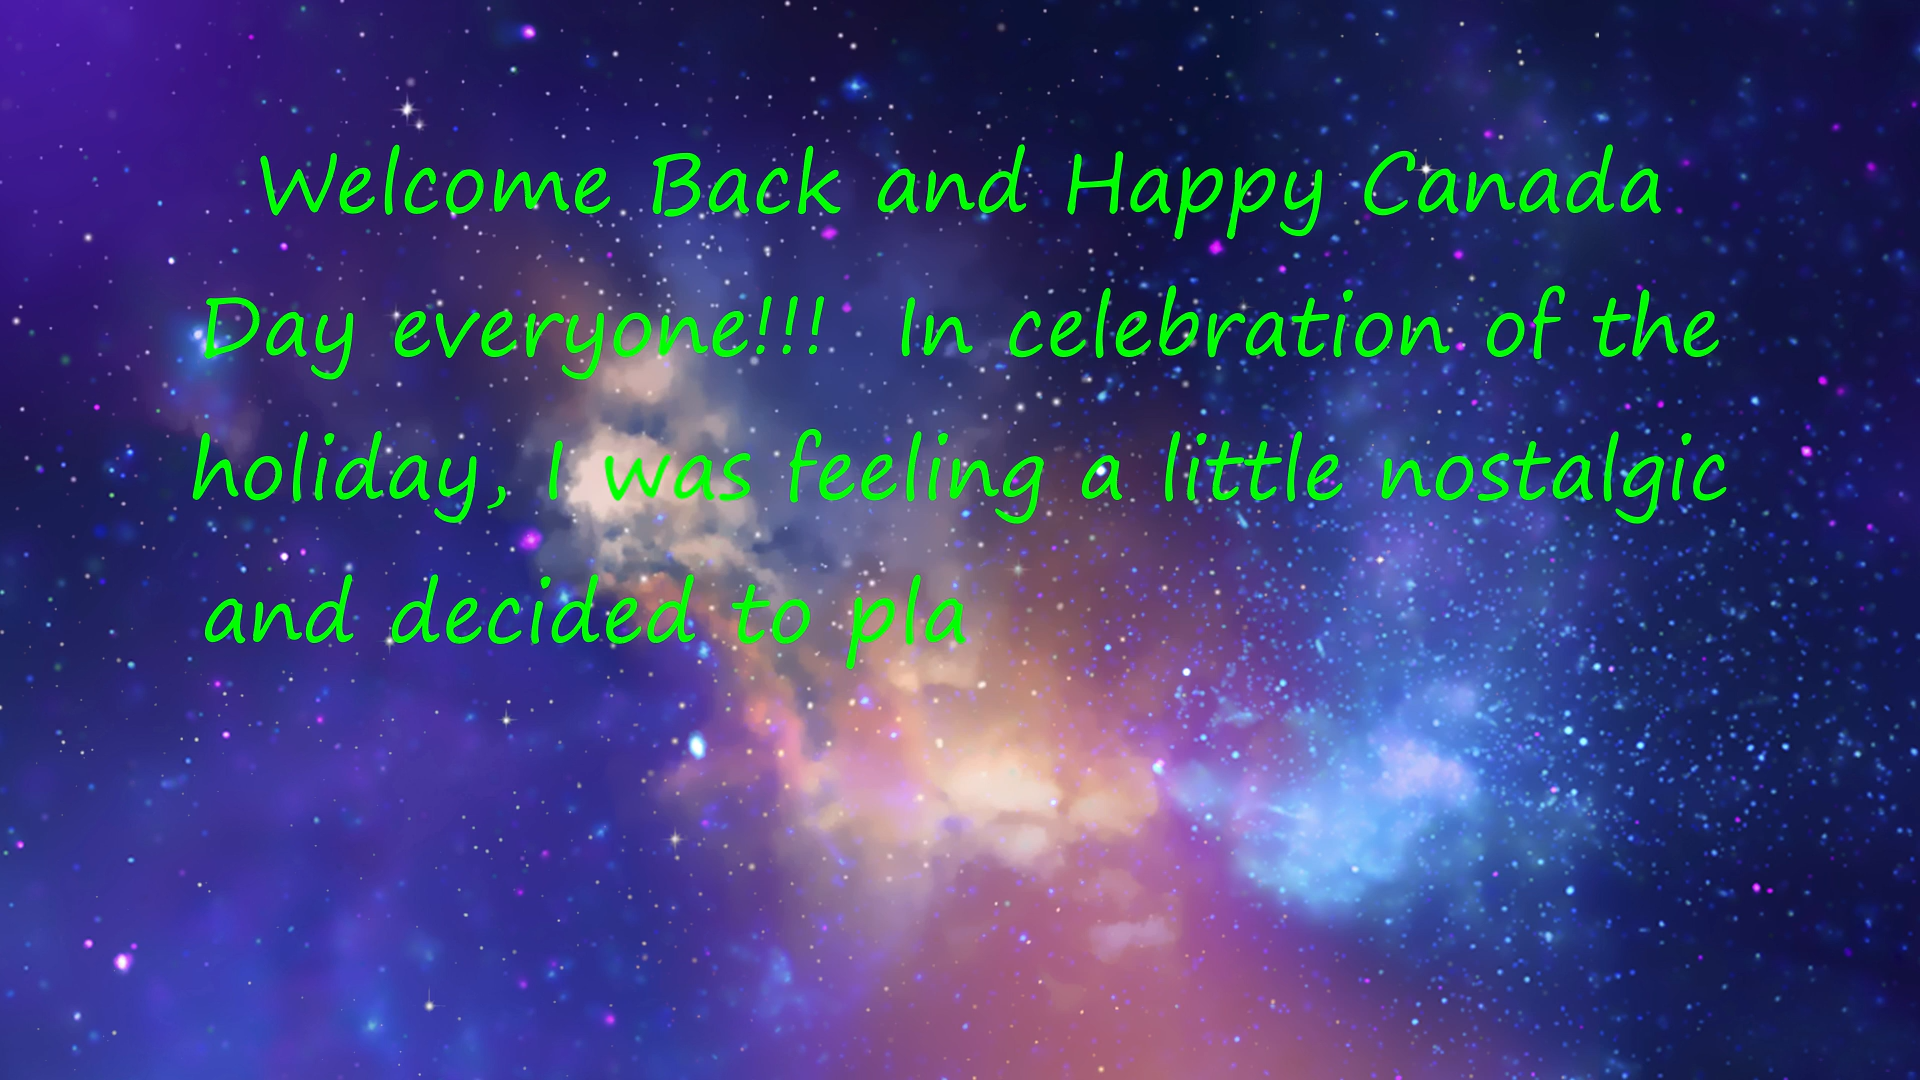 Welcome Back and Happy Canada
Day everyone!!!  In celebration of the
holiday, I was feeling a little nostalgic
and decided to pla